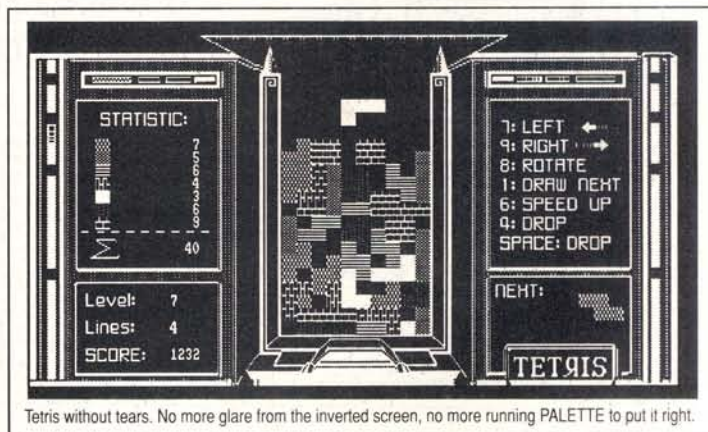 STATISTIC:
7
5
6
4
3
6
9
Σ 40
Level: 7
Lines: 4
SCORE: 1232
7: LEFT ←
9: RIGHT →
8: ROTATE
1: DRAW NEXT
6: SPEED UP
4: DROP
SPACE: DROP
NEXT:
TETЯIS
Tetris without tears. No more glare from the inverted screen, no more running PALETTE to put it right.